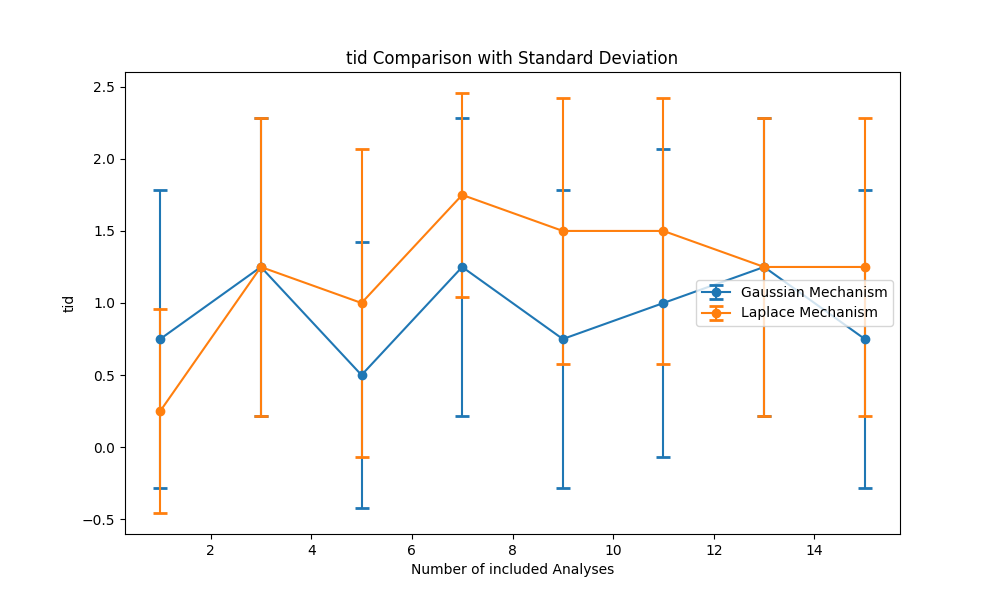 tid Comparison with Standard Deviation
2.5
2.0
1.5
1.0
0.5
0.0
−0.5
tid
Gaussian Mechanism
Laplace Mechanism
2
4
6
8
10
12
14
Number of included Analyses